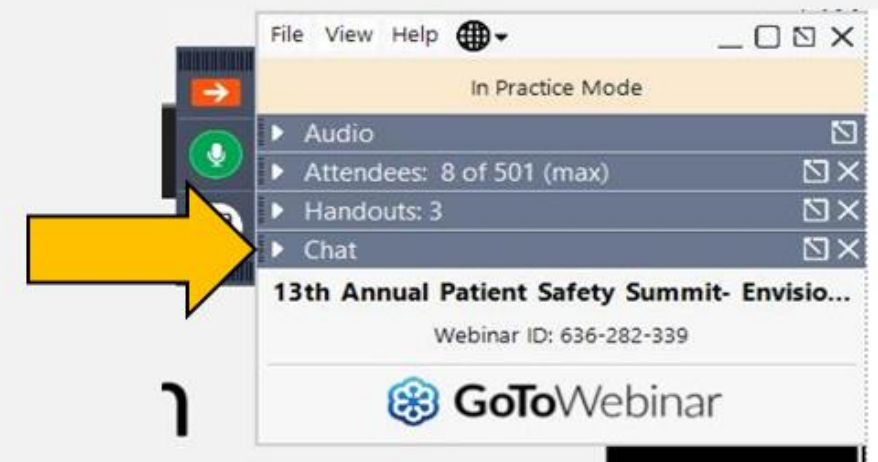 File View Help
In Practice Mode
Audio
Attendees: 8 of 501 (max)
Handouts: 3
Chat
13th Annual Patient Safety Summit- Envisio...
Webinar ID: 636-282-339
GoToWebinar